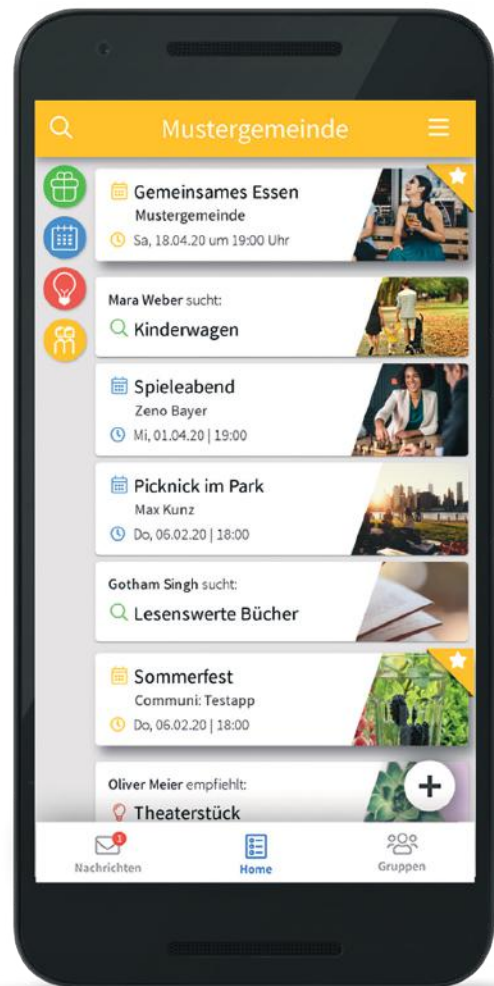 Mustergemeinde
Gemeinsames Essen
Mustergemeinde
Sa, 18.04.20 um 19:00 Uhr
Mara Weber sucht:
Kinderwagen
Spieleabend
Zeno Bayer
Mi, 01.04.20 | 19:00
Picknick im Park
Max Kunz
Do, 06.02.20 | 18:00
Gotham Singh sucht:
Lesenswerte Bücher
Sommerfest
Communi: Testapp
Do, 06.02.20 | 18:00
Oliver Meier empfiehlt:
Theaterstück
+
1
Nachrichten
Home
Gruppen